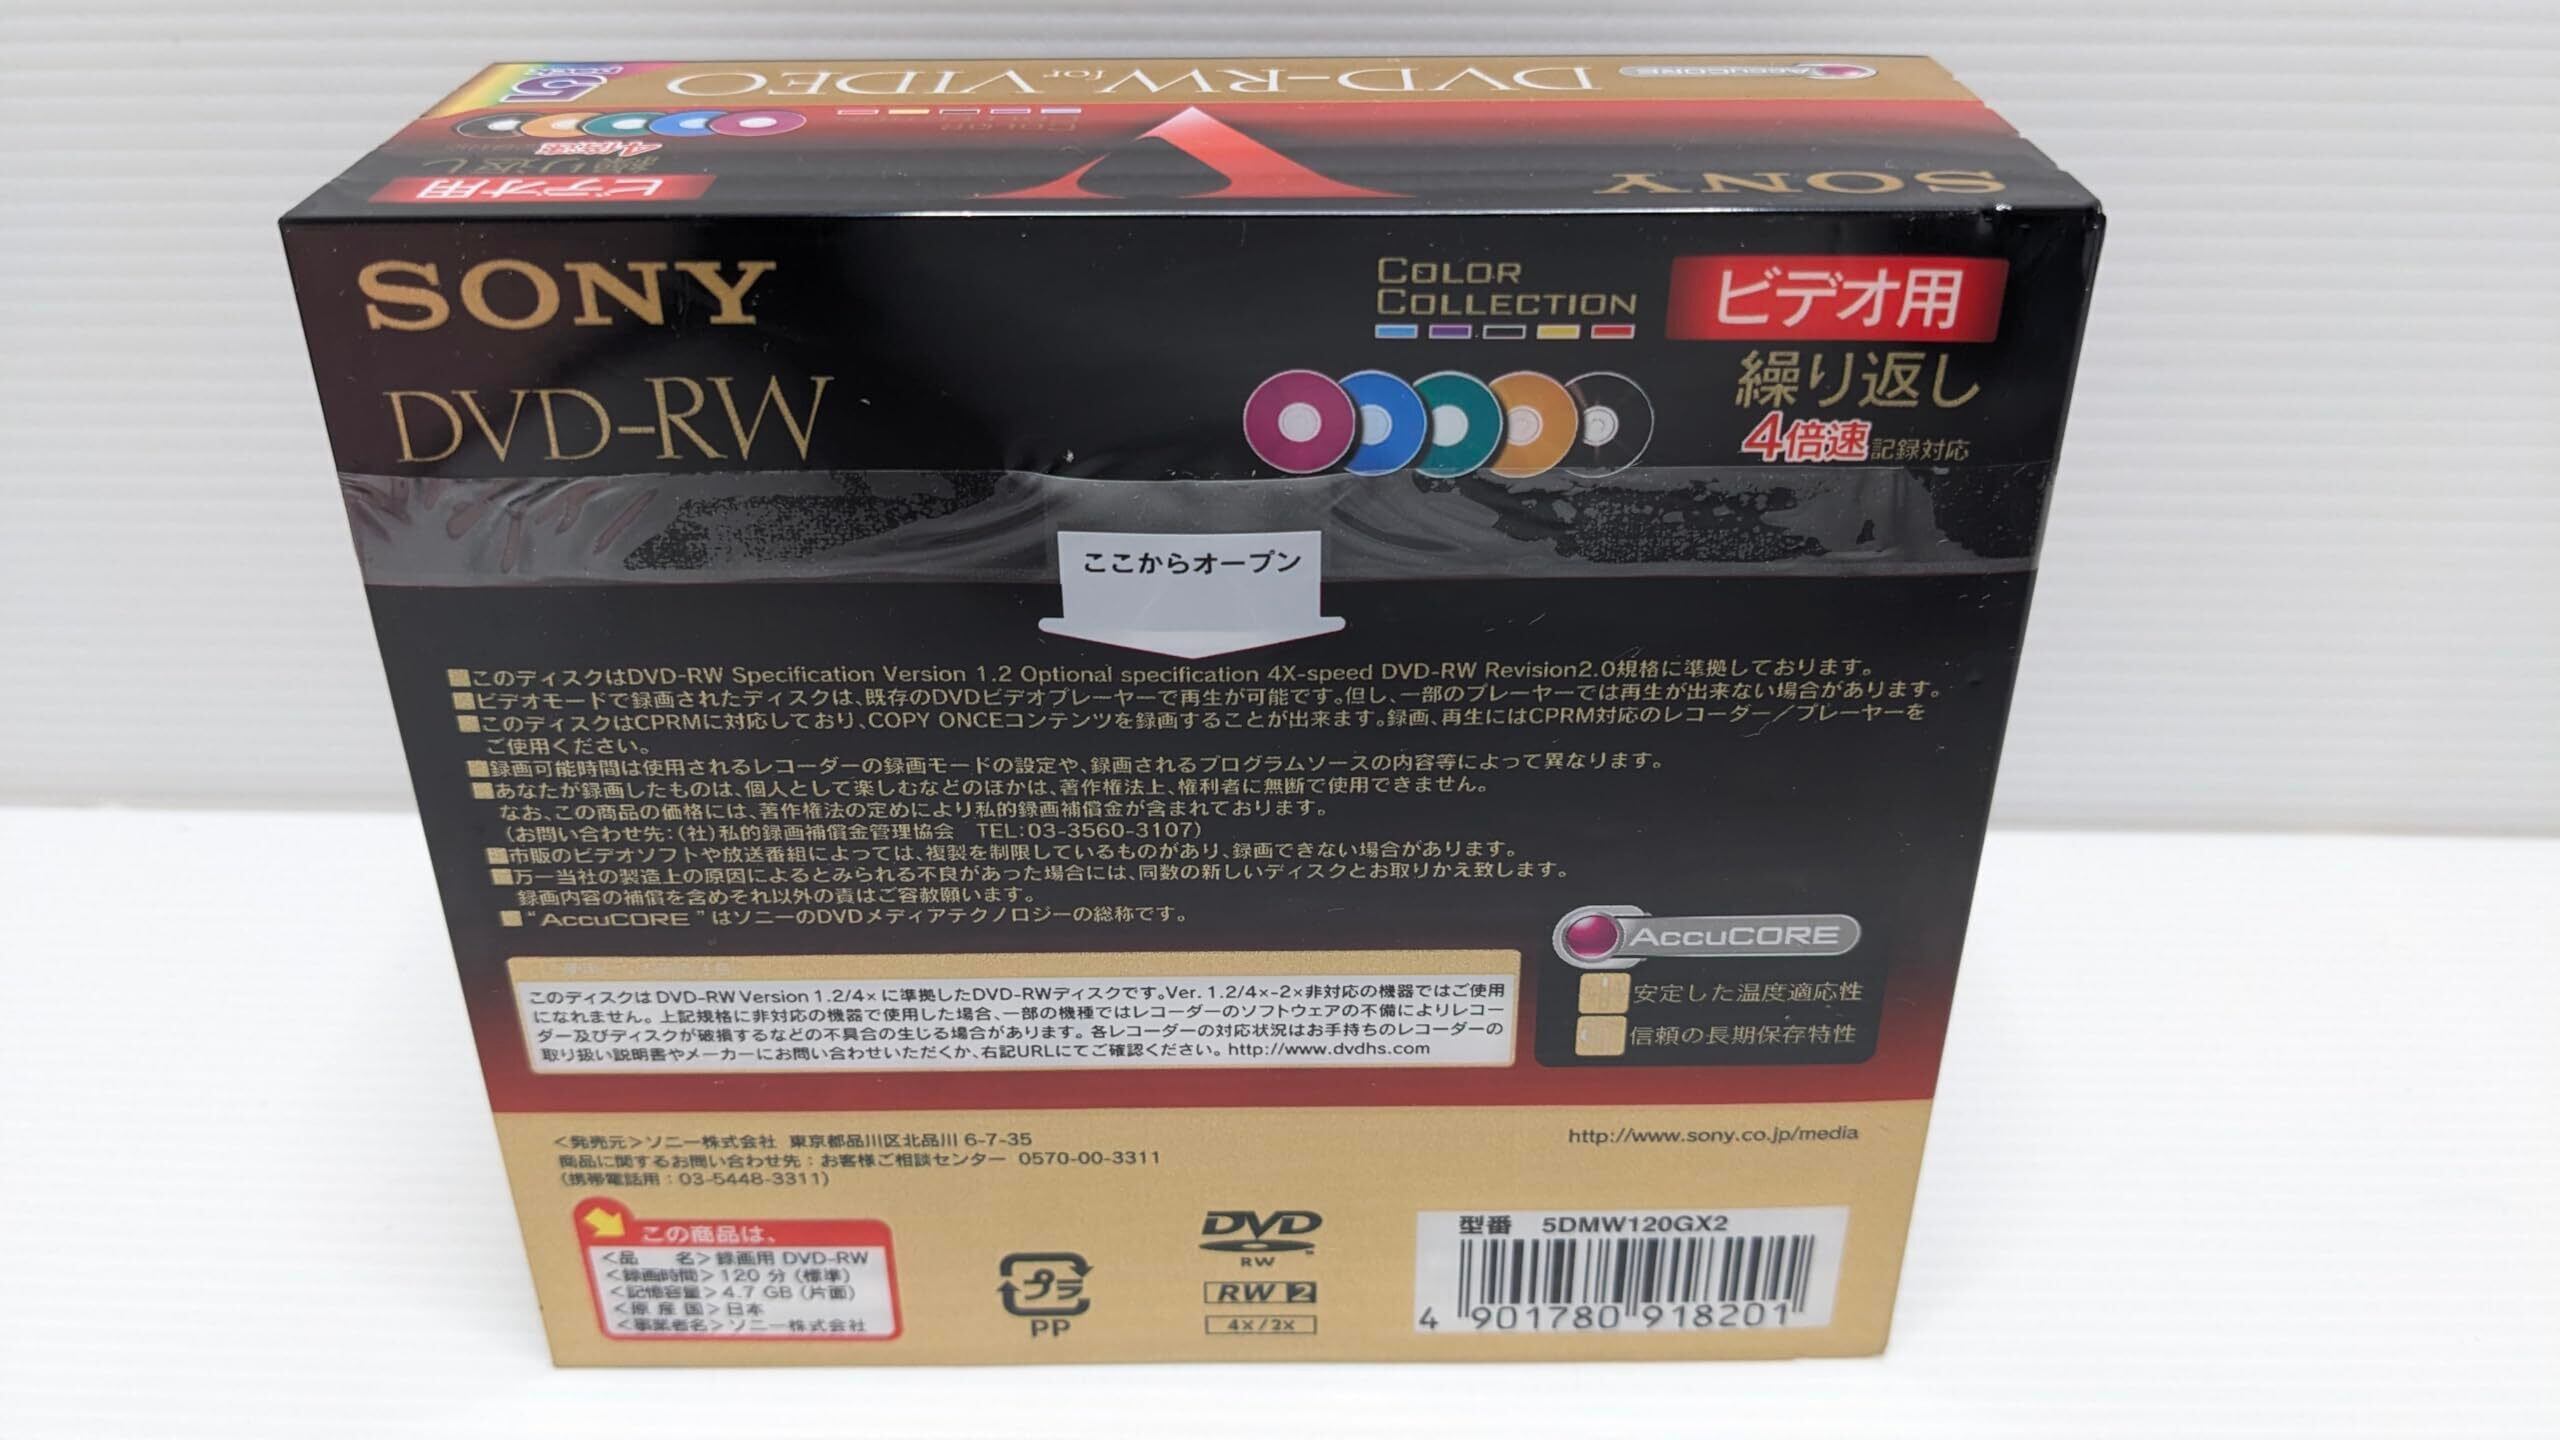 DVD-RW for VIDEO
AccuCORE
5
SONY
ビデオ用
繰り返し
4倍速
SONY
DVD-RW
COLOR
COLLECTION
ビデオ用
繰り返し
4倍速記録対応
ここからオープン
■このディスクはDVD-RW Specification Version 1.2 Optional specification 4X-speed DVD-RW Revision2.0規格に準拠しております。
■ビデオモードで録画されたディスクは、既存のDVDビデオプレーヤーで再生が可能です。但し、一部のプレーヤーでは再生が出来ない場合があります。
■このディスクはCPRMに対応しており、COPY ONCEコンテンツを録画することが出来ます。録画、再生にはCPRM対応のレコーダー／プレーヤーを
ご使用ください。
■録画可能時間は使用されるレコーダーの録画モードの設定や、録画されるプログラムソースの内容等によって異なります。
■あなたが録画したものは、個人として楽しむなどのほかは、著作権法上、権利者に無断で使用できません。
なお、この商品の価格には、著作権法の定めにより私的録画補償金が含まれております。
(お問い合わせ先:(社)私的録画補償金管理協会 TEL:03-3560-3107)
■市販のビデオソフトや放送番組によっては、複製を制限しているものがあり、録画できない場合があります。
■万一当社の製造上の原因によるとみられる不良があった場合には、同数の新しいディスクとお取りかえ致します。
録画内容の補償を含めそれ以外の責はご容赦願います。
■“AccuCORE”はソニーのDVDメディアテクノロジーの総称です。
AccuCORE
安定した温度適応性
信頼の長期保存特性
このディスクは DVD-RW Version 1.2/4× に準拠したDVD-RWディスクです。Ver. 1.2/4×-2×非対応の機器ではご使用
になれません。上記規格に非対応の機器で使用した場合、一部の機種ではレコーダーのソフトウェアの不備によりレコー
ダー及びディスクが破損するなどの不具合の生じる場合があります。各レコーダーの対応状況はお手持ちのレコーダーの
取り扱い説明書やメーカーにお問い合わせいただくか、右記URLにてご確認ください。http://www.dvdhs.com
<発売元>ソニー株式会社 東京都品川区北品川 6-7-35
商品に関するお問い合わせ先：お客様ご相談センター 0570-00-3311
(携帯電話用：03-5448-3311)
http://www.sony.co.jp/media
この商品は、
<品 名>録画用 DVD-RW
<録画時間>120 分 (標準)
<記憶容量>4.7 GB (片面)
<原 産 国>日本
<事業者名>ソニー株式会社
プラ
PP
DVD
RW
RW 2
4x/2x
型番 5DMW120GX2
4 901780 918201